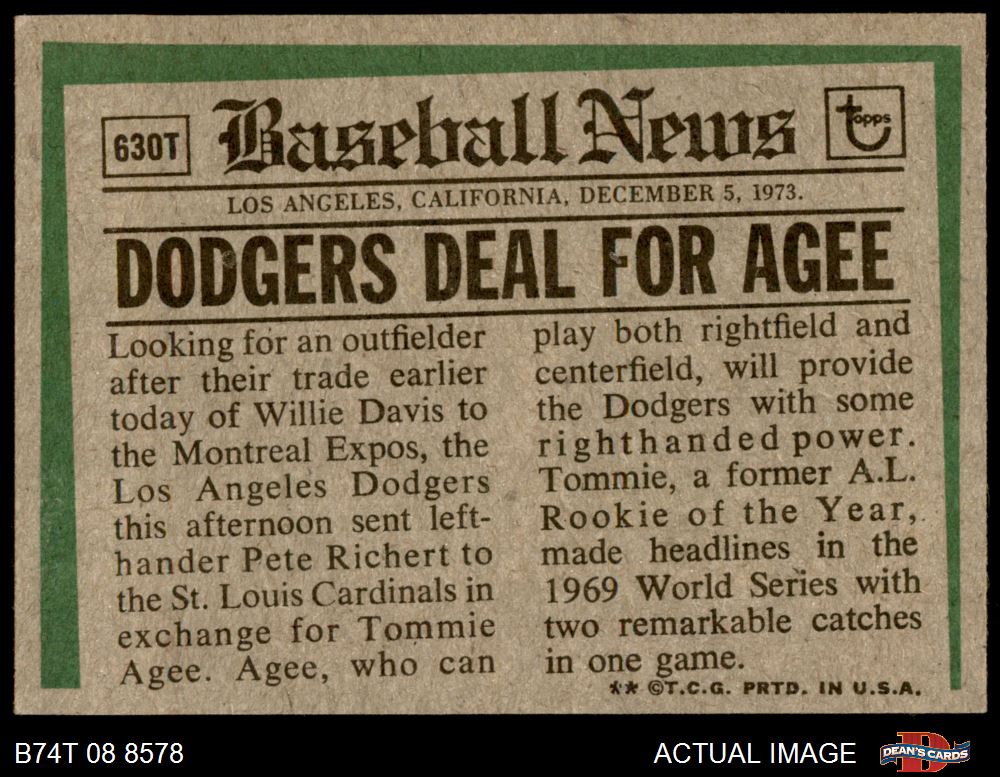 630T
Baseball News
topps
LOS ANGELES, CALIFORNIA, DECEMBER 5, 1973.
DODGERS DEAL FOR AGEE
Looking for an outfielder
after their trade earlier
today of Willie Davis to
the Montreal Expos, the
Los Angeles Dodgers
this afternoon sent left-
hander Pete Richert to
the St. Louis Cardinals in
exchange for Tommie
Agee. Agee, who can
play both rightfield and
centerfield, will provide
the Dodgers with some
righthanded power.
Tommie, a former A.L.
Rookie of the Year,
made headlines in the
1969 World Series with
two remarkable catches
in one game.
** ©T.C.G. PRTD. IN U.S.A.
B74T 08 8578
ACTUAL IMAGE
DEAN'S CARDS